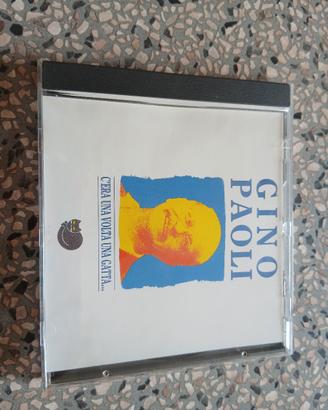 GINO
PAOLI
C'ERA UNA VOLTA UNA GATTA...